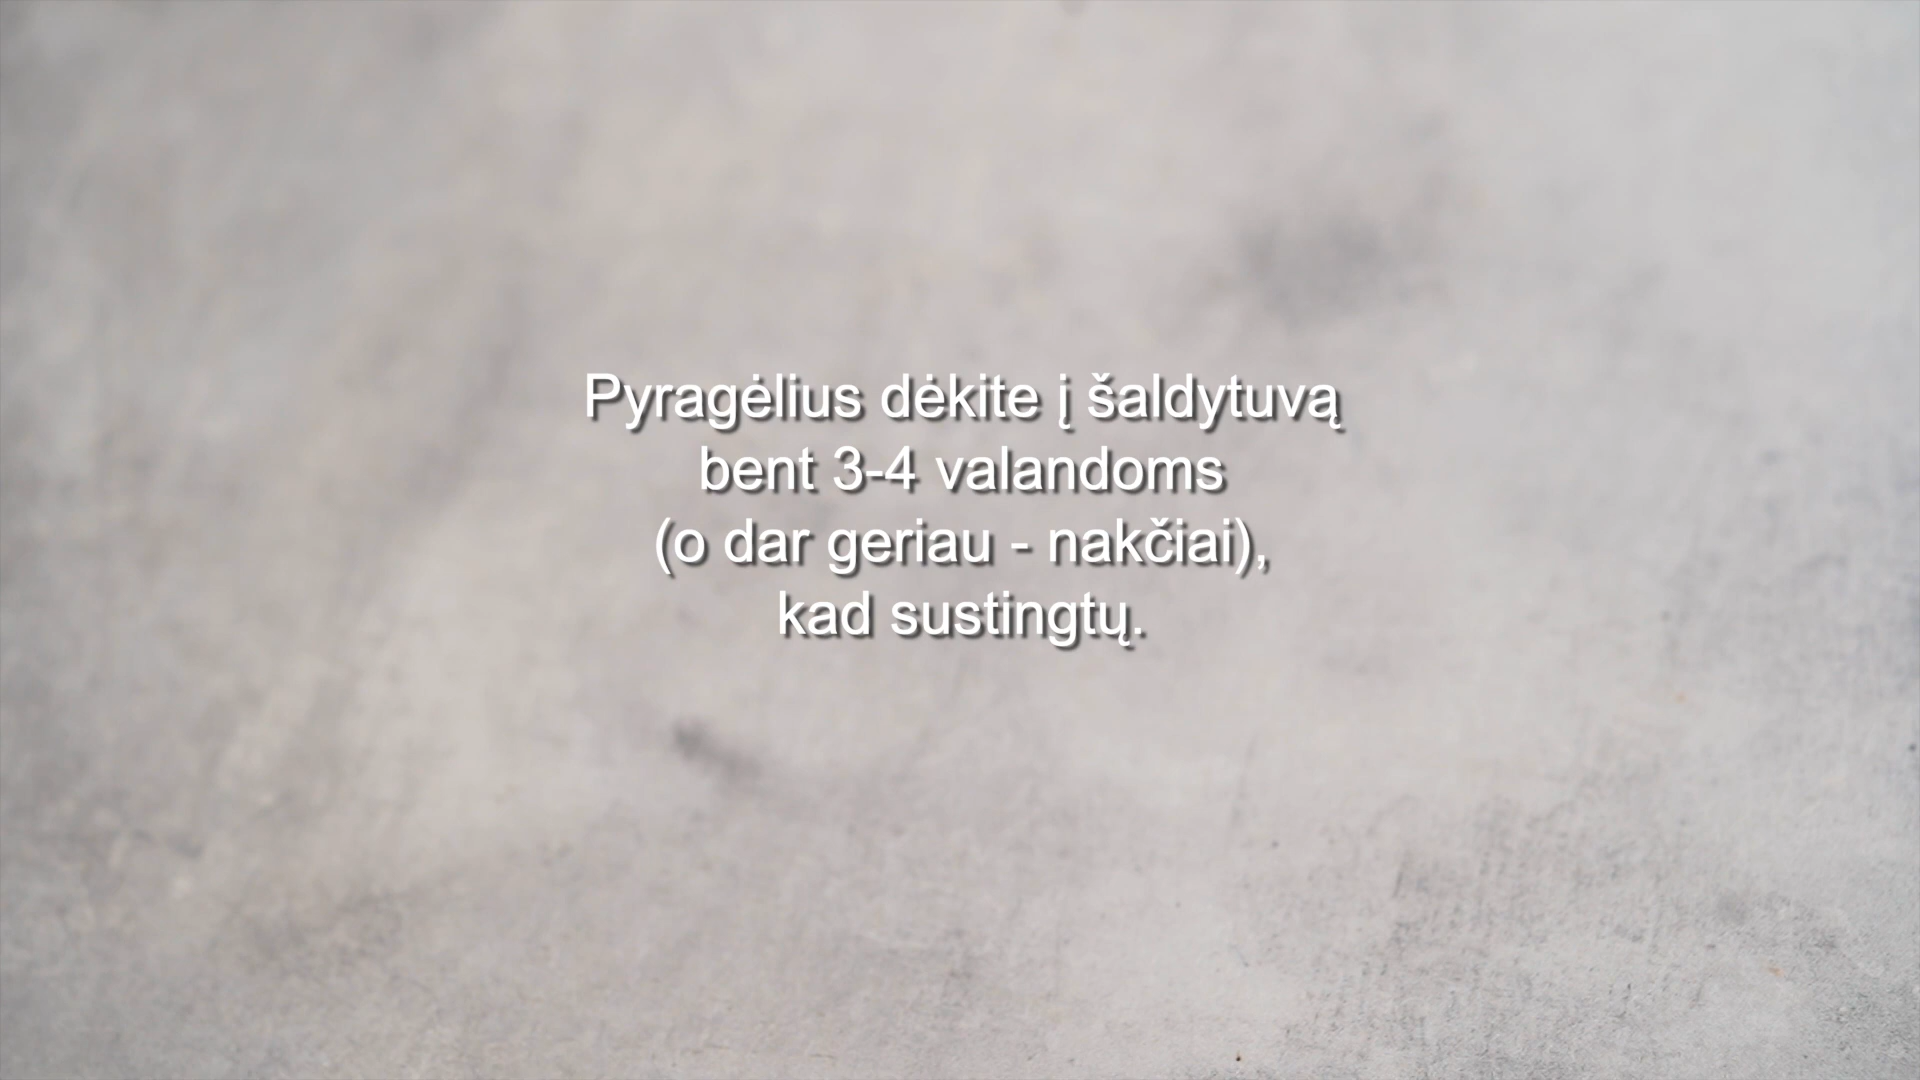 Pyragėlius dėkite į šaldytuvą
bent 3-4 valandoms
(o dar geriau - nakčiai),
kad sustingtų.